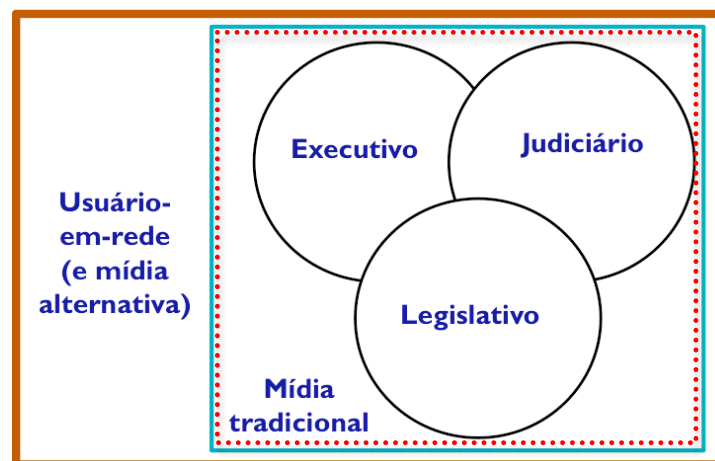 Executivo
Judiciário
Usuário-
em-rede
(e mídia
alternativa)
Legislativo
Mídia
tradicional